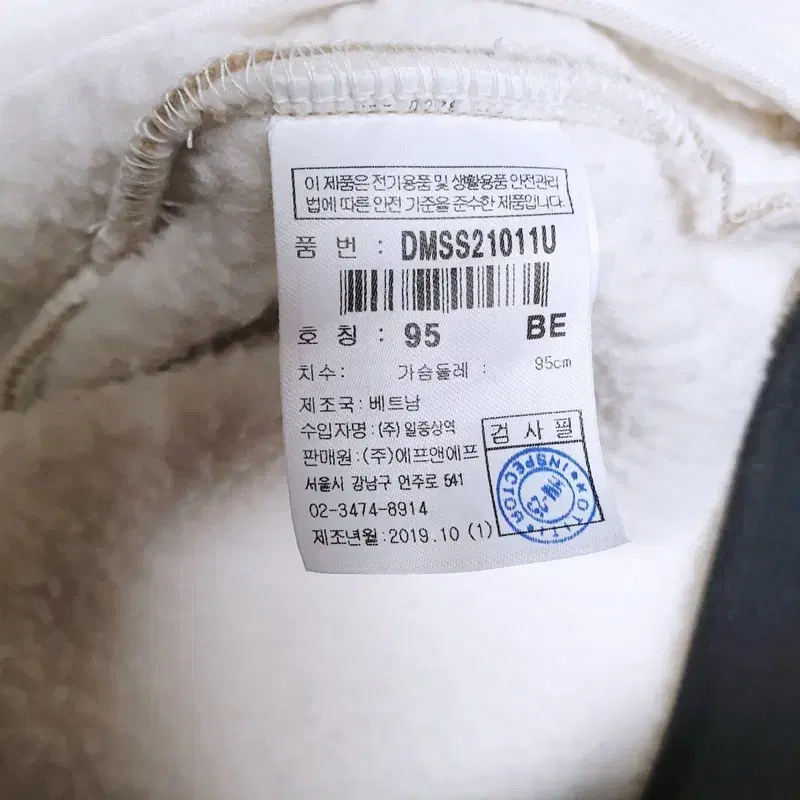 이 제품은 전기용품 및 생활용품 안전관리
법에 따른 안전 기준을 준수한 제품입니다.
품 번 : DMSS21011U
호 칭 : 95 BE
치수: 가슴둘레 : 95cm
제조국:베트남
수입자명:(주)일중상역
판매원:(주)에프앤에프
서울시 강남구 언주로 541
02-3474-8914
제조년월:2019.10 (1)
검 사 필
INSPECTOR